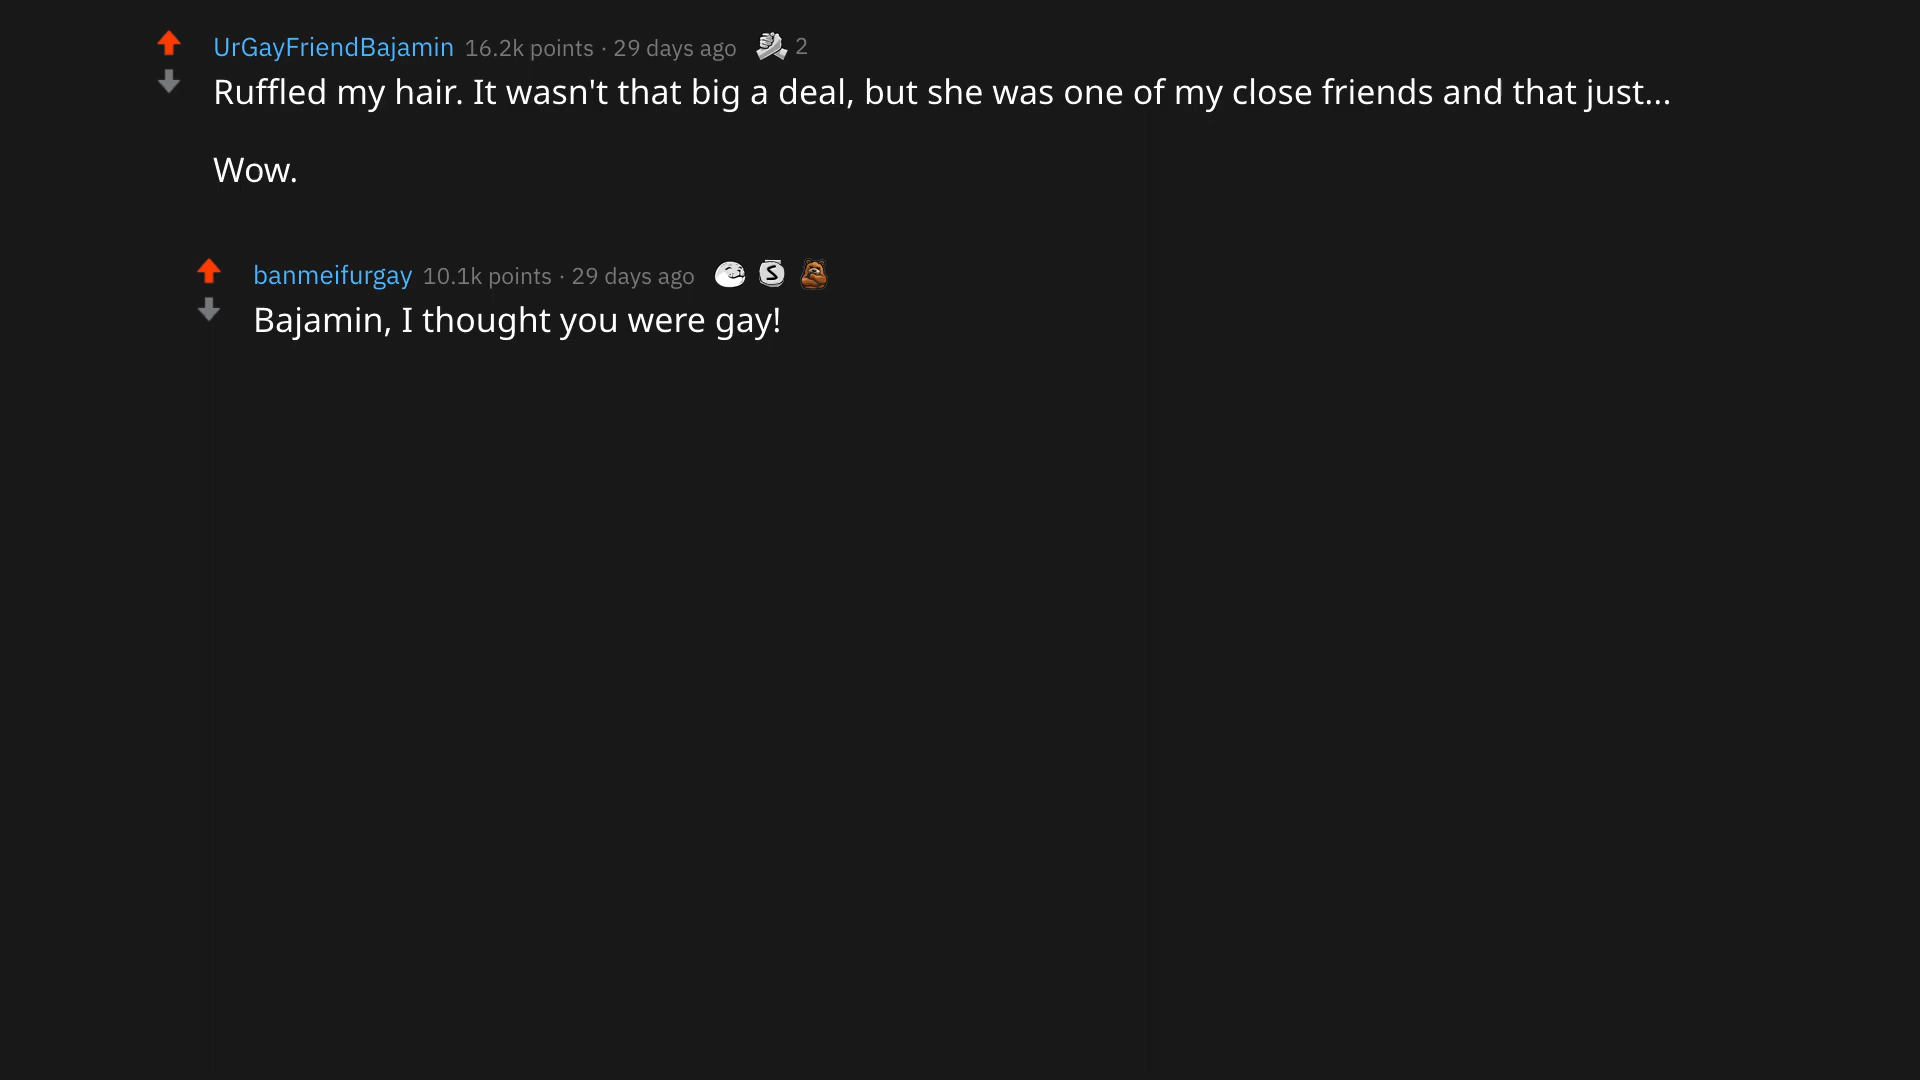 UrGayFriendBajamin 16.2k points · 29 days ago 2
Ruffled my hair. It wasn't that big a deal, but she was one of my close friends and that just...
Wow.
banmeifurgay 10.1k points · 29 days ago S
Bajamin, I thought you were gay!